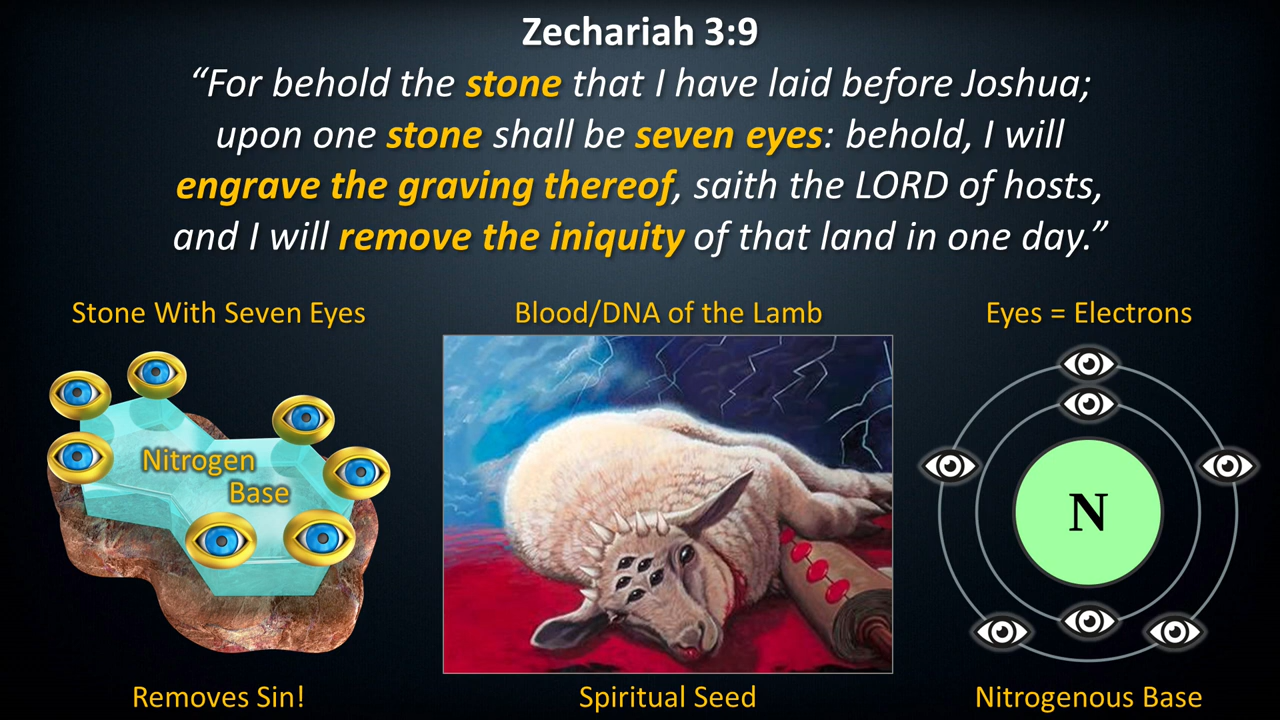 Zechariah 3:9
“For behold the stone that I have laid before Joshua;
upon one stone shall be seven eyes: behold, I will
engrave the graving thereof, saith the LORD of hosts,
and I will remove the iniquity of that land in one day.”
Stone With Seven Eyes
Nitrogen
Base
Removes Sin!
Blood/DNA of the Lamb
Spiritual Seed
Eyes = Electrons
N
Nitrogenous Base